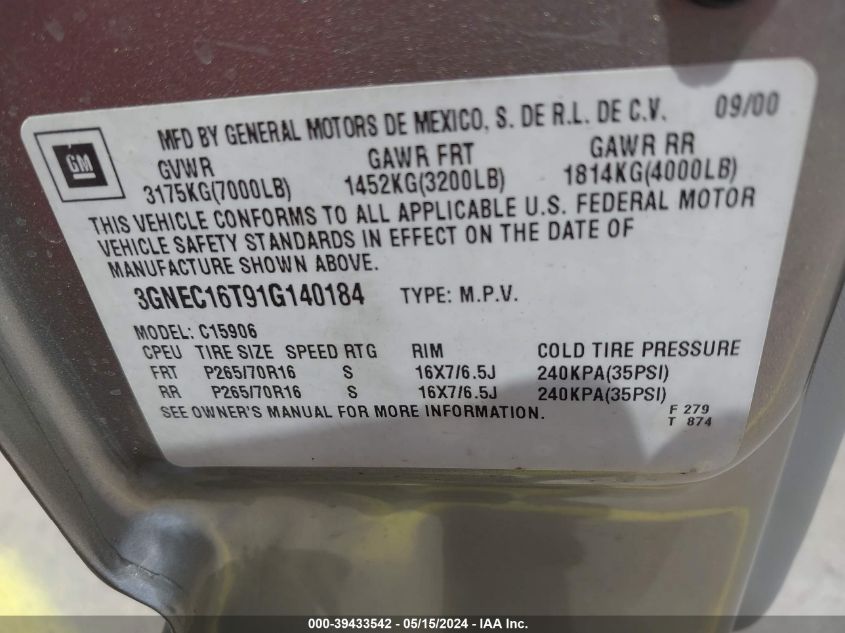 MFD BY GENERAL MOTORS DE MEXICO, S. DE R.L. DE C.V. 09/00
GM
GVWR GAWR FRT GAWR RR
3175KG(7000LB) 1452KG(3200LB) 1814KG(4000LB)
THIS VEHICLE CONFORMS TO ALL APPLICABLE U.S. FEDERAL MOTOR
VEHICLE SAFETY STANDARDS IN EFFECT ON THE DATE OF
MANUFACTURE SHOWN ABOVE.
3GNEC16T91G140184 TYPE: M.P.V.
MODEL: C15906
CPEU TIRE SIZE SPEED RTG RIM COLD TIRE PRESSURE
FRT P265/70R16 S 16X7/6.5J 240KPA(35PSI)
RR P265/70R16 S 16X7/6.5J 240KPA(35PSI)
SEE OWNER'S MANUAL FOR MORE INFORMATION. F 279
T 874
000-39433542 - 05/15/2024 - IAA Inc.